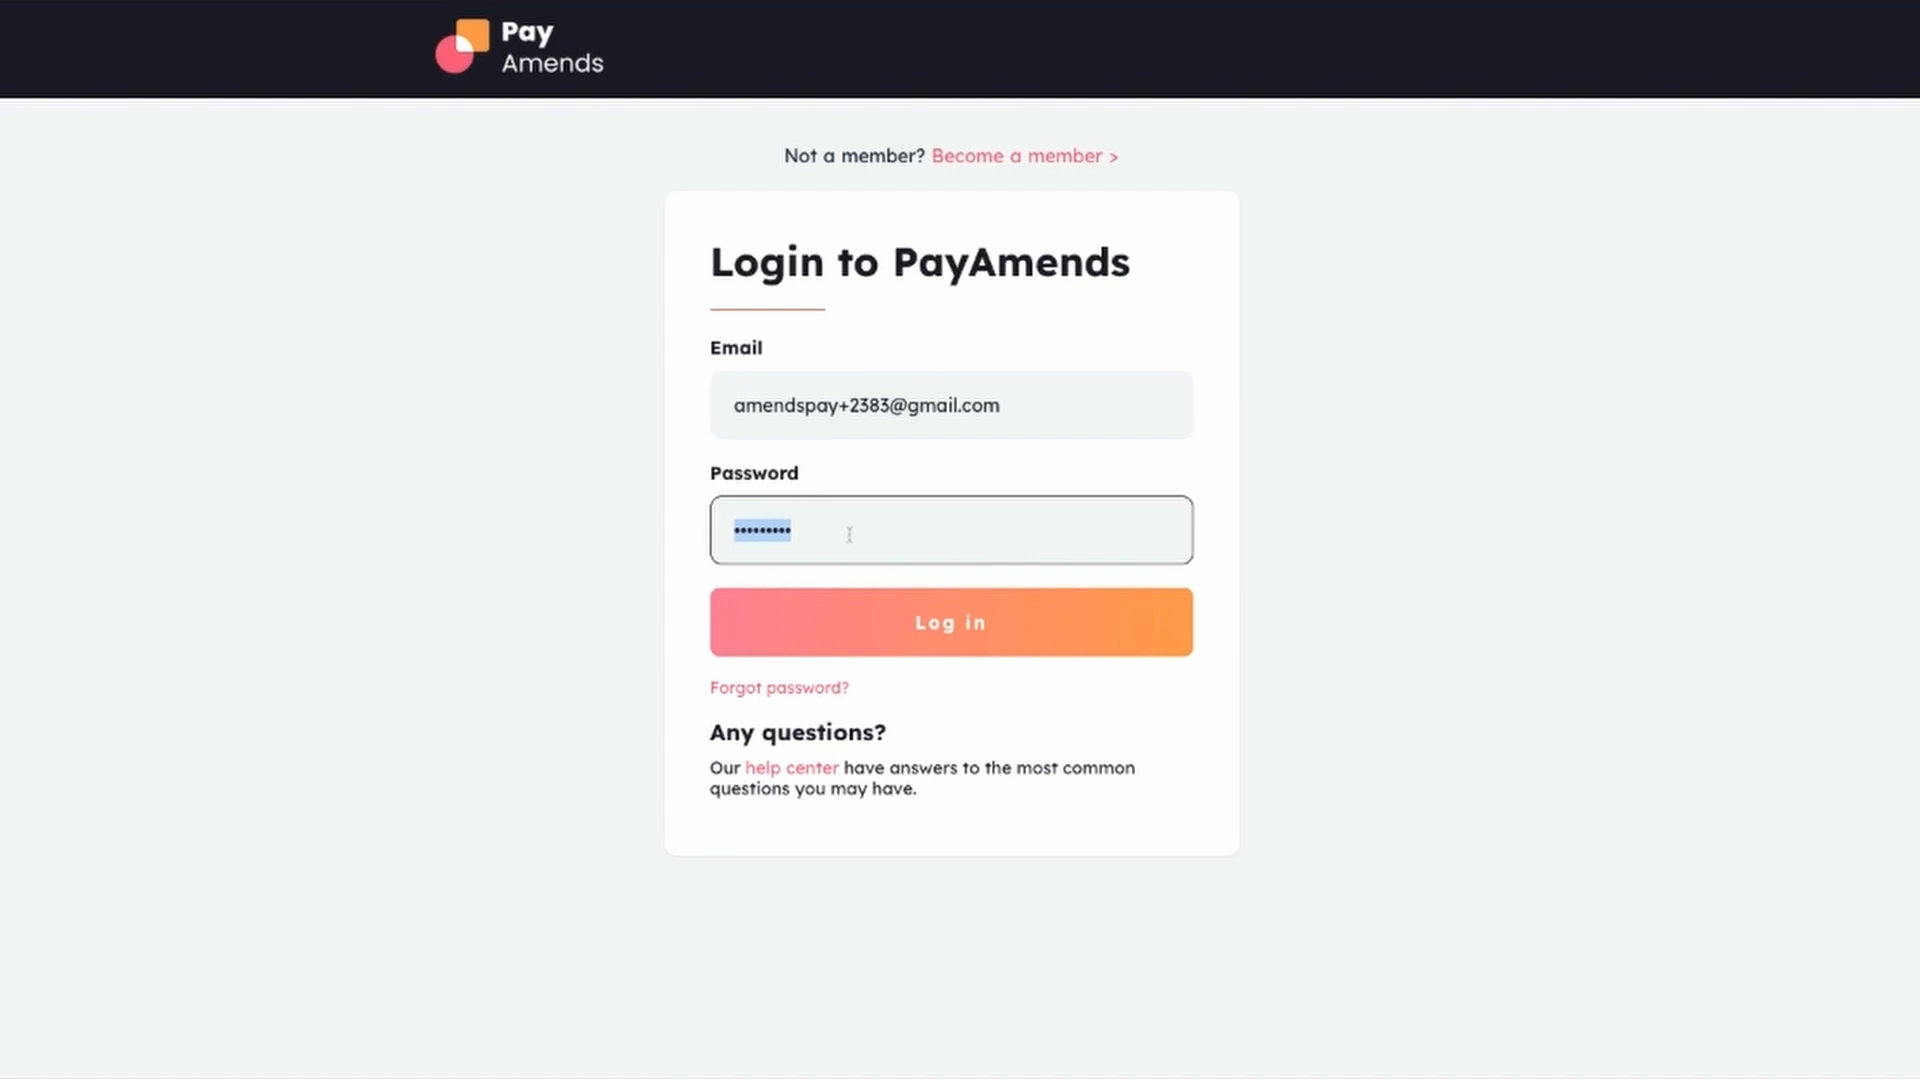 Pay
Amends
Not a member? Become a member >
Login to PayAmends
Email
amendspay+2383@gmail.com
Password
•••••••••
Log in
Forgot password?
Any questions?
Our help center have answers to the most common
questions you may have.